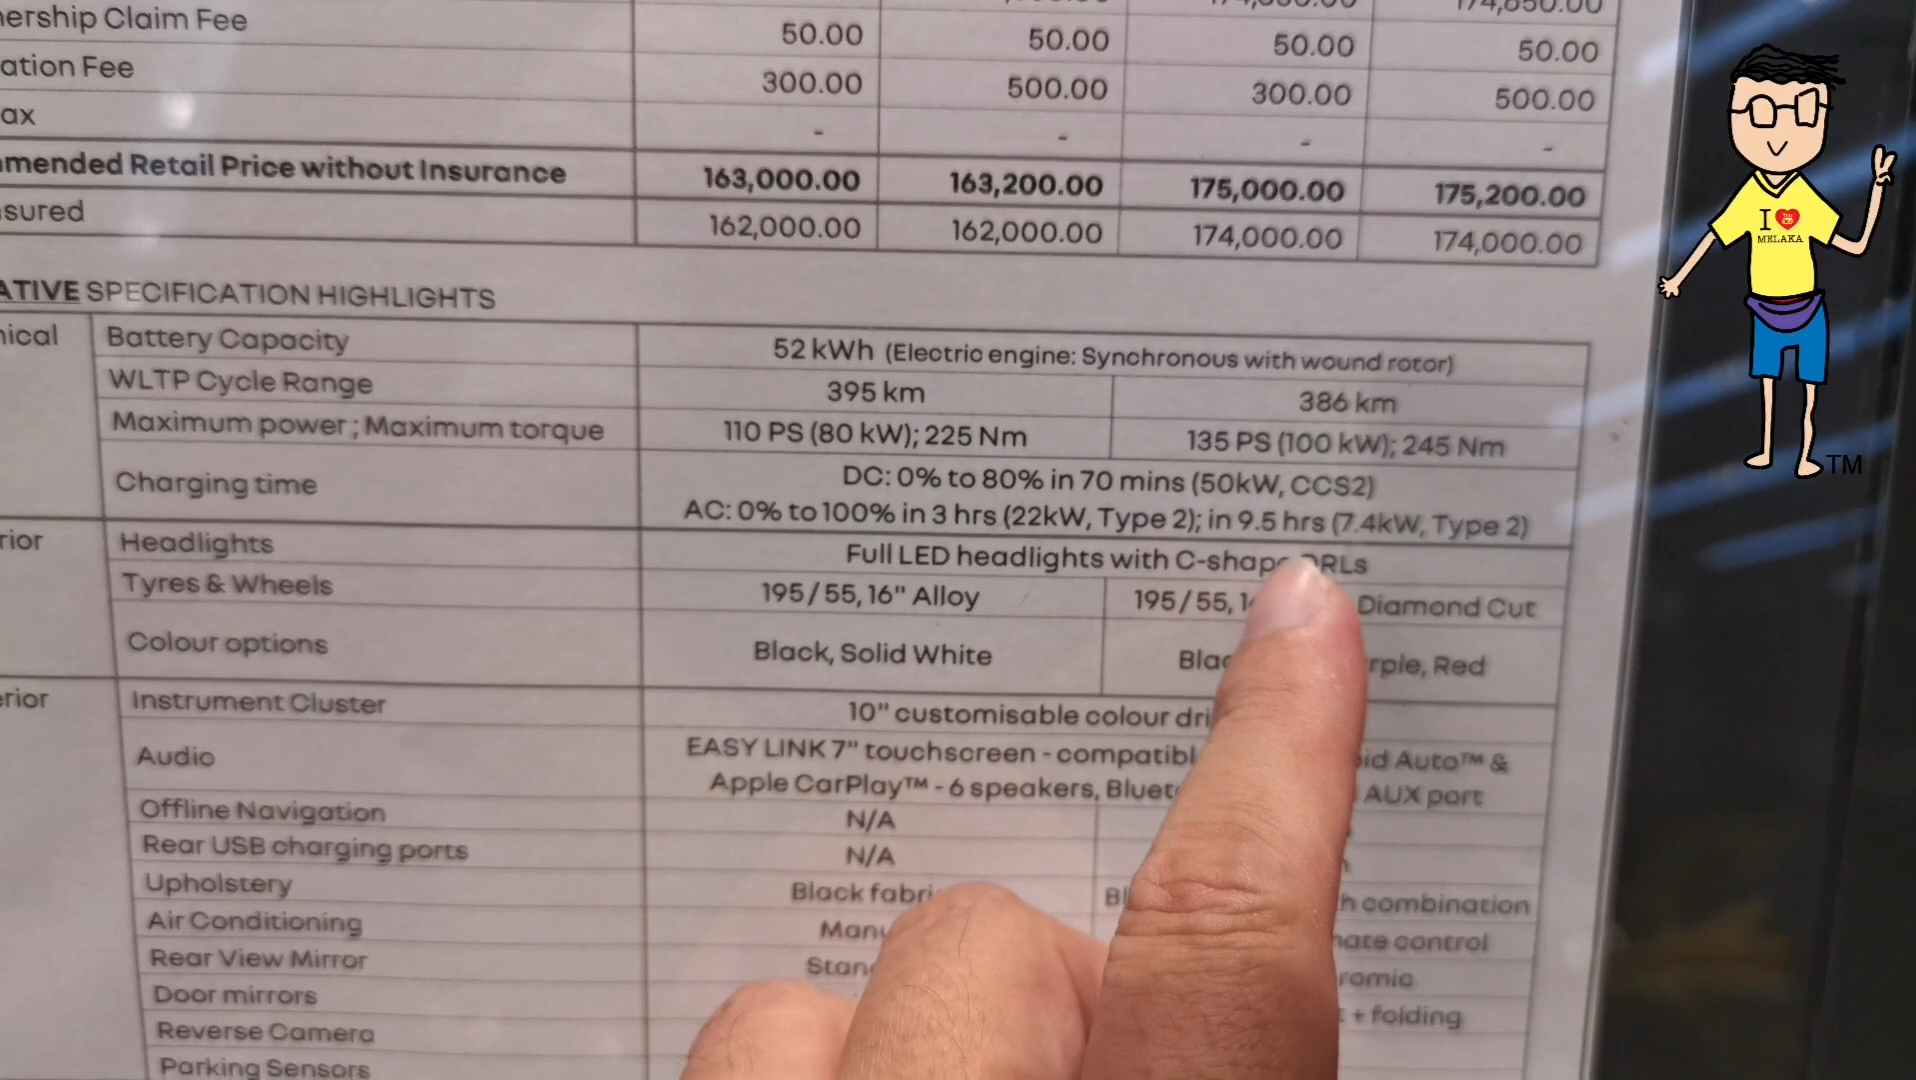 ership Claim Fee 50.00 50.00 50.00 50.00
ation Fee 300.00 500.00 300.00 500.00
ax - - - -
mended Retail Price without Insurance 163,000.00 163,200.00 175,000.00 175,200.00
sured 162,000.00 162,000.00 174,000.00 174,000.00
I
MELAKA
TM
ATIVE SPECIFICATION HIGHLIGHTS
ical Battery Capacity 52 kWh (Electric engine: Synchronous with wound rotor)
WLTP Cycle Range 395 km 386 km
Maximum power ; Maximum torque 110 PS (80 kW); 225 Nm 135 PS (100 kW); 245 Nm
Charging time DC: 0% to 80% in 70 mins (50kW, CCS2)
AC: 0% to 100% in 3 hrs (22kW, Type 2); in 9.5 hrs (7.4kW, Type 2)
rior Headlights Full LED headlights with C-shape DRLs
Tyres & Wheels 195/55, 16" Alloy 195/55, Diamond Cut
Colour options Black, Solid White Blac rple, Red
erior Instrument Cluster 10" customisable colour dri
Audio EASY LINK 7" touchscreen - compatibl id Auto™ &
Apple CarPlay™ - 6 speakers, Bluet AUX port
Offline Navigation N/A
Rear USB charging ports N/A
Upholstery Black fabri Bl h combination
Air Conditioning Manu ate control
Rear View Mirror Stan romic
Door mirrors + folding
Reverse Camera
Parking Sensors